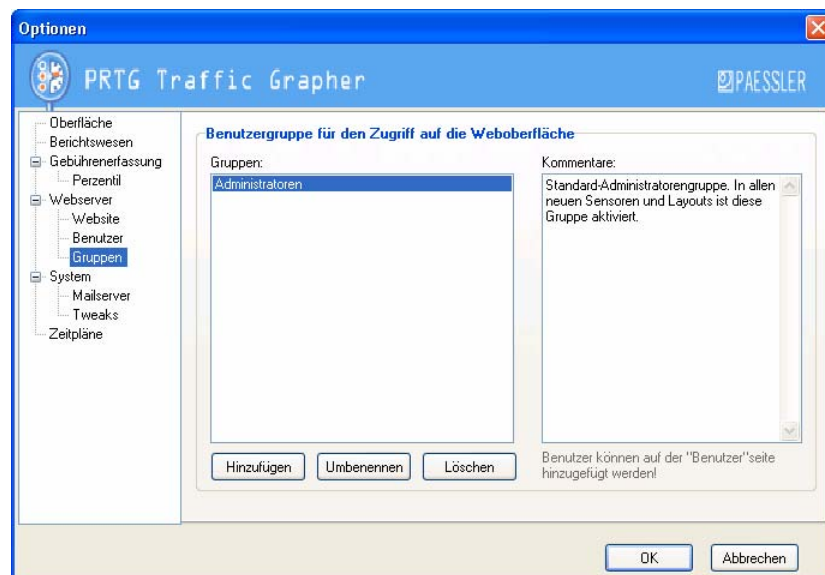 Optionen
PRTG Traffic Grapher
PAESSLER
Oberfläche
Berichtswesen
Gebührenerfassung
Perzentil
Webserver
Website
Benutzer
Gruppen
System
Mailserver
Tweaks
Zeitpläne
Benutzergruppe für den Zugriff auf die Weboberfläche
Gruppen:
Administratoren
Hinzufügen
Umbenennen
Löschen
Kommentare:
Standard-Administratorengruppe. In allen
neuen Sensoren und Layouts ist diese
Gruppe aktiviert.
Benutzer können auf der "Benutzer"seite
hinzugefügt werden!
OK
Abbrechen